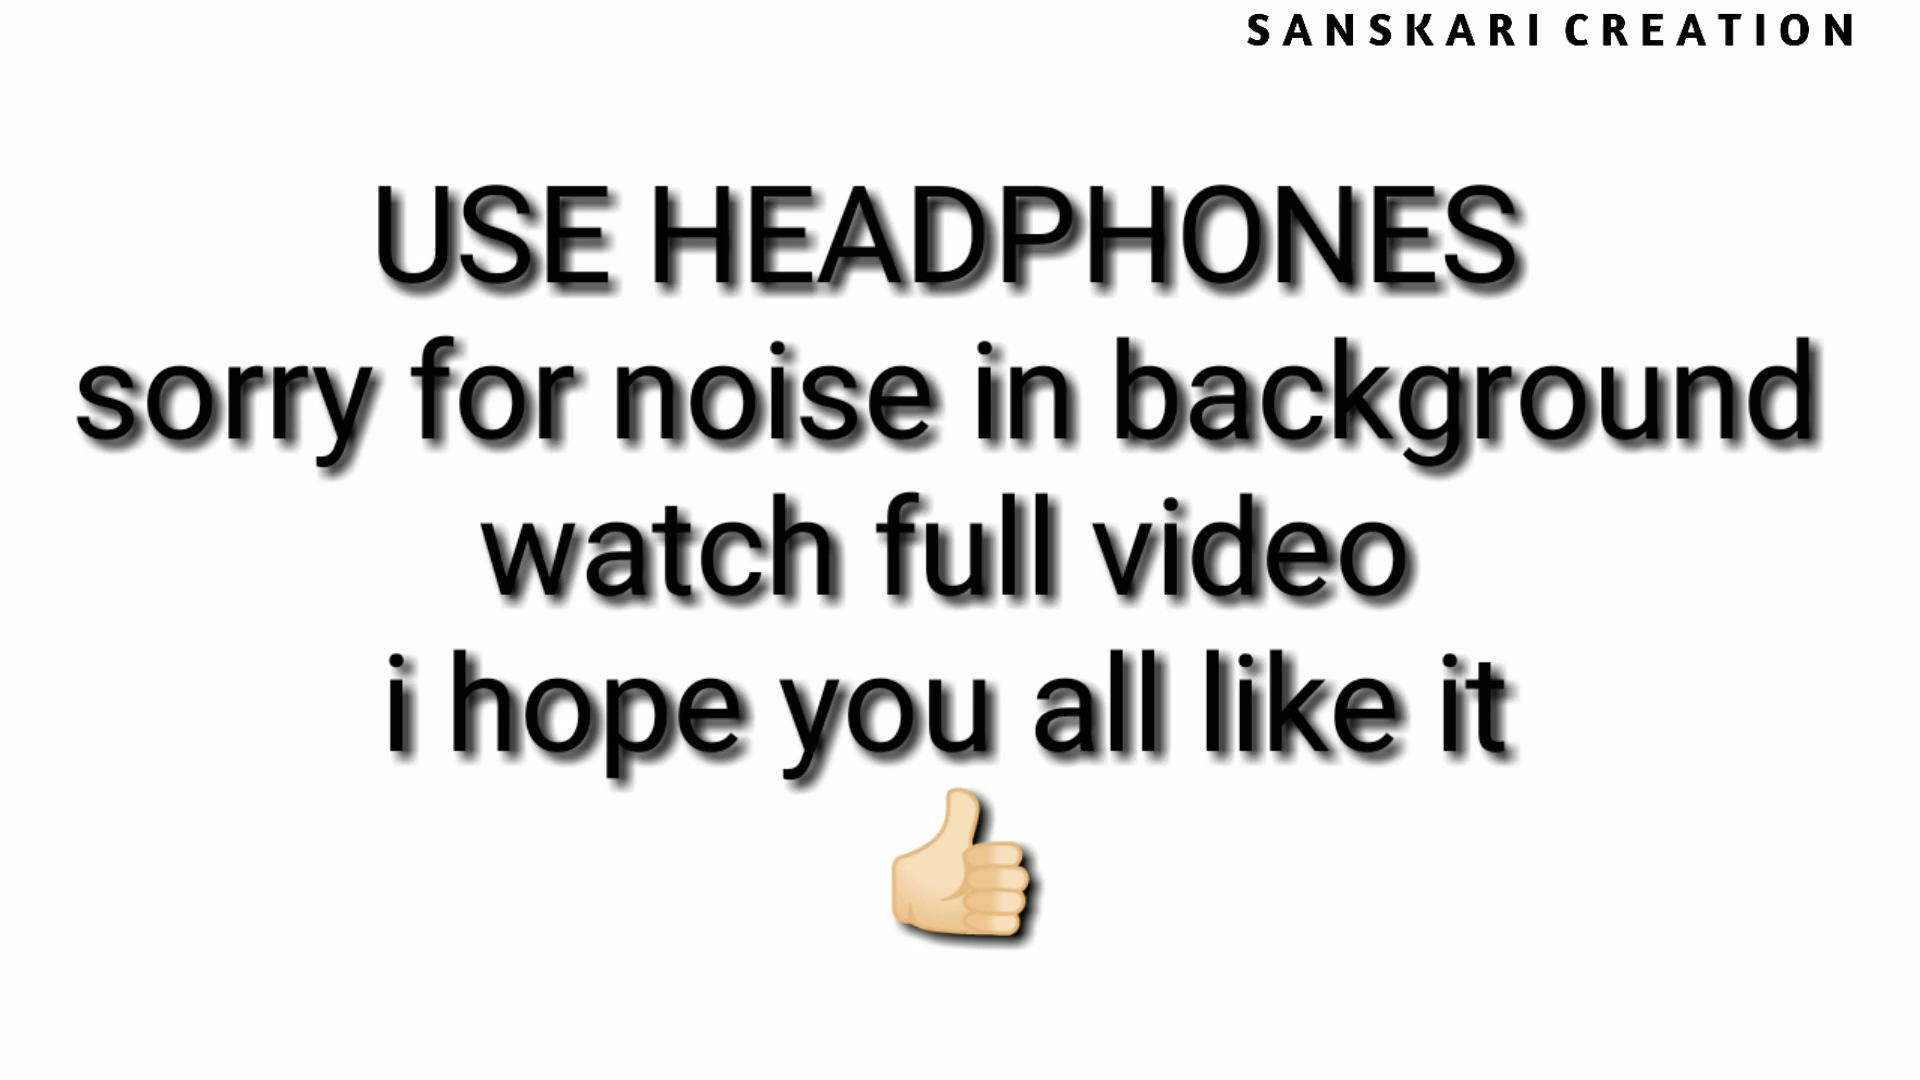 SANSKARI CREATION
USE HEADPHONES
sorry for noise in background
watch full video
i hope you all like it
👍🏻